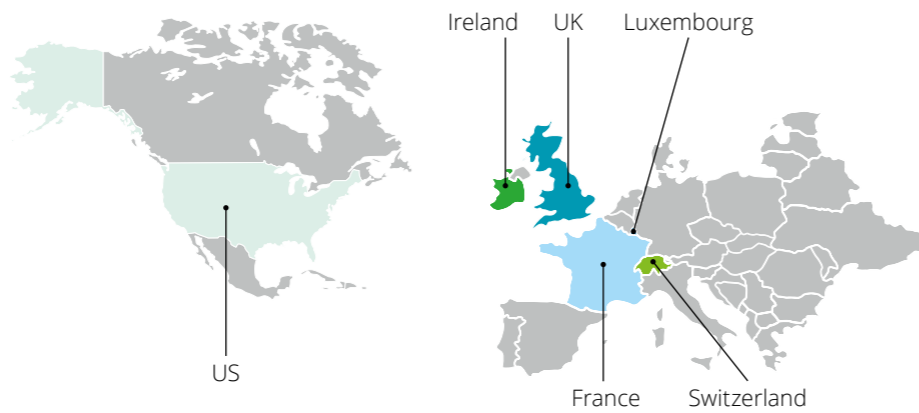 Ireland
UK
Luxembourg
US
France
Switzerland